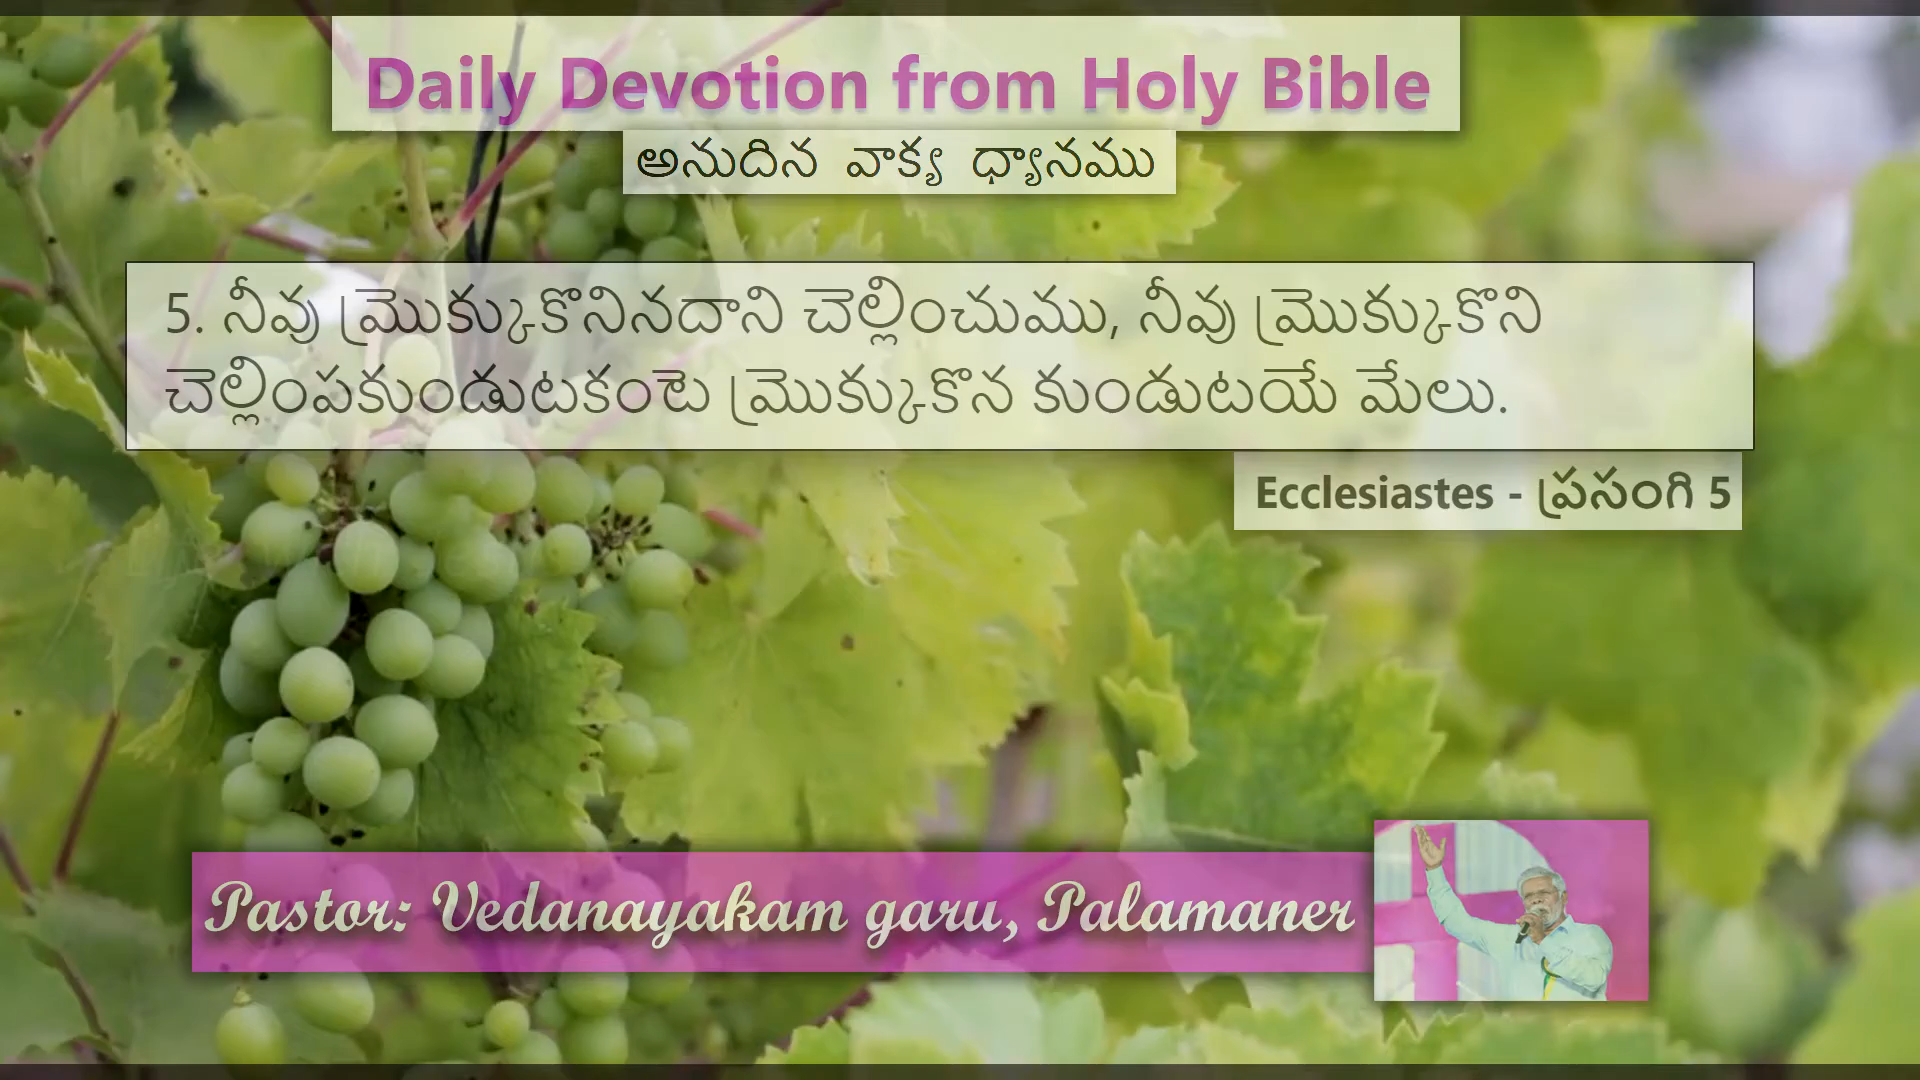 Daily Devotion from Holy Bible
అనుదిన వాక్య ధ్యానము
5. నీవు మ్రొక్కుకొనినదాని చెల్లించుము, నీవు మ్రొక్కుకొని
చెల్లింపకుండుటకంటె మ్రొక్కుకొన కుండుటయే మేలు.
Ecclesiastes - ప్రసంగి 5
Pastor: Vedanayakam garu, Palamaner